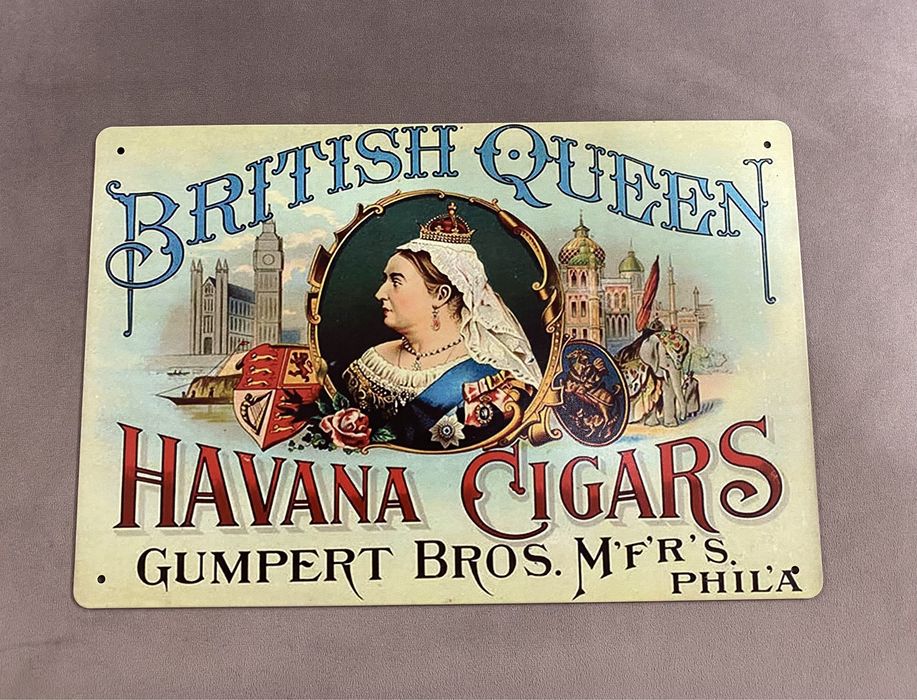 BRITISH QUEEN
HAVANA CIGARS
GUMPERT BROS. M'F'R'S.
PHIL'A